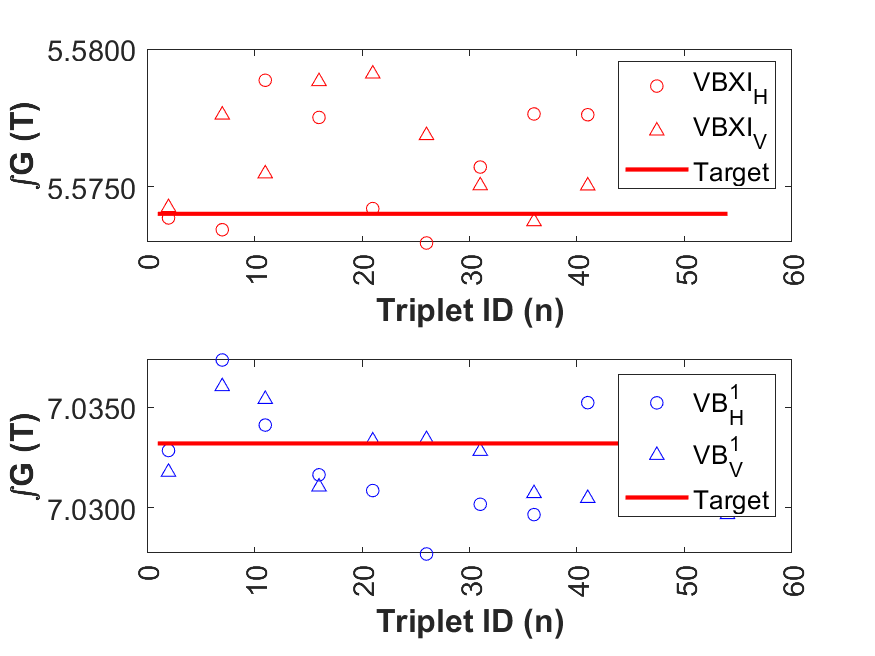 5.5800
5.5750
∫G (T)
VBXI_H
VBXI_V
Target
0 10 20 30 40 50 60
Triplet ID (n)
7.0350
7.0300
∫G (T)
VB^1_H
VB^1_V
Target
0 10 20 30 40 50 60
Triplet ID (n)